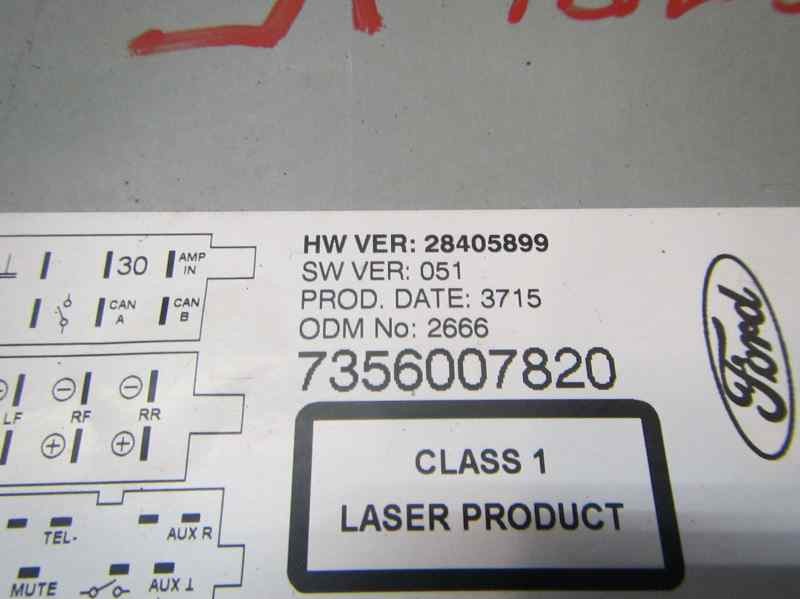 HW VER: 28405899
SW VER: 051
PROD. DATE: 3715
ODM No: 2666
7356007820
CLASS 1
LASER PRODUCT
Ford
30
AMP IN
CAN A
CAN B
LF
RF
RR
TEL-
AUX R
MUTE
AUX ⊥